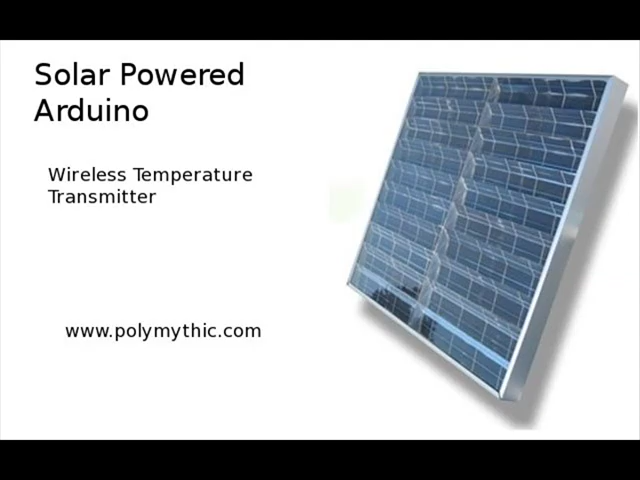 Solar Powered
Arduino
Wireless Temperature
Transmitter
www.polymythic.com